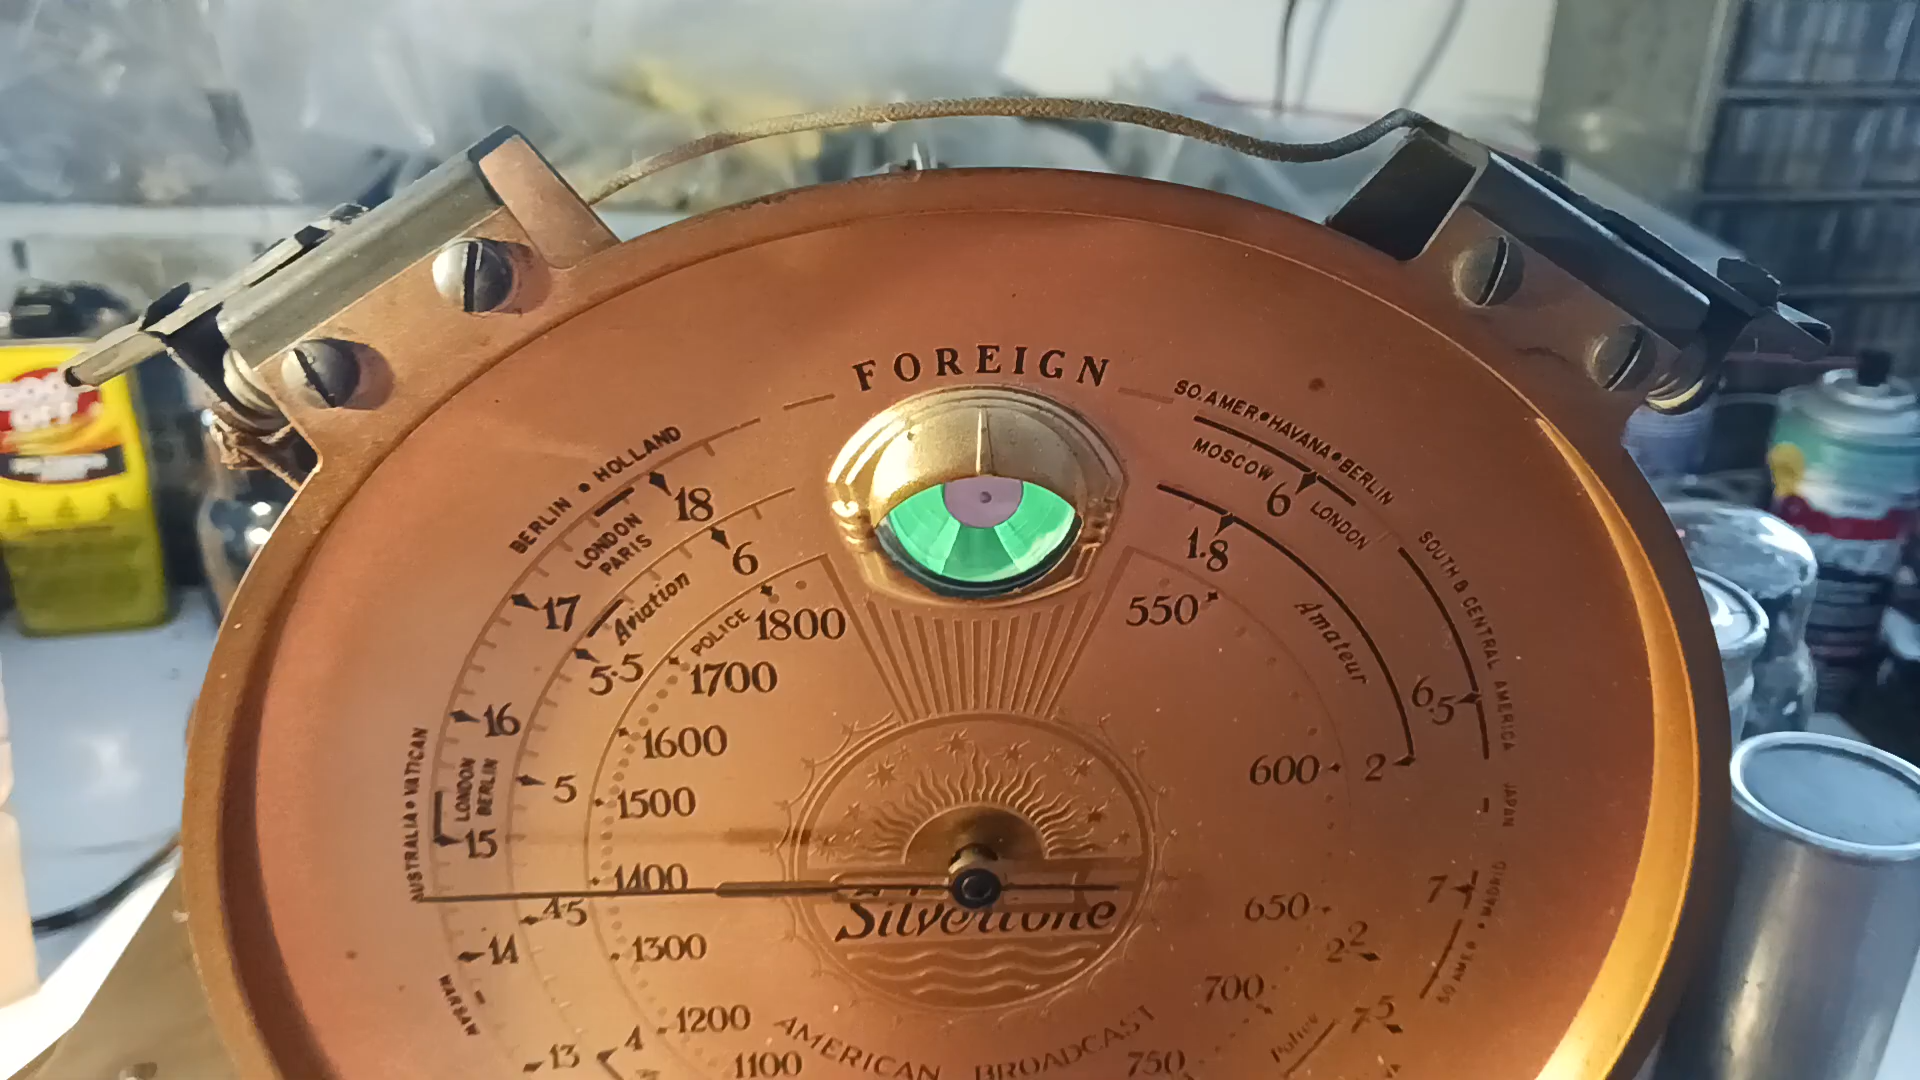 FOREIGN
SO. AMER • HAVANA • BERLIN
MOSCOW
6
LONDON
BERLIN • HOLLAND
18
LONDON
PARIS
6
Aviation
17
5.5
POLICE
1800
1700
550
1.8
Amateur
SOUTH & CENTRAL AMERICA
6.5
16
1600
AUSTRALIA • VATICAN
LONDON
BERLIN
5
1500
600
2
JAPAN
15
1400
4.5
Silvertone
650
7
SO AMER • MADRID
14
1300
2.2
WARSAW
700
7.5
1200
AMERICAN BROADCAST
Police
13
4
1100
750